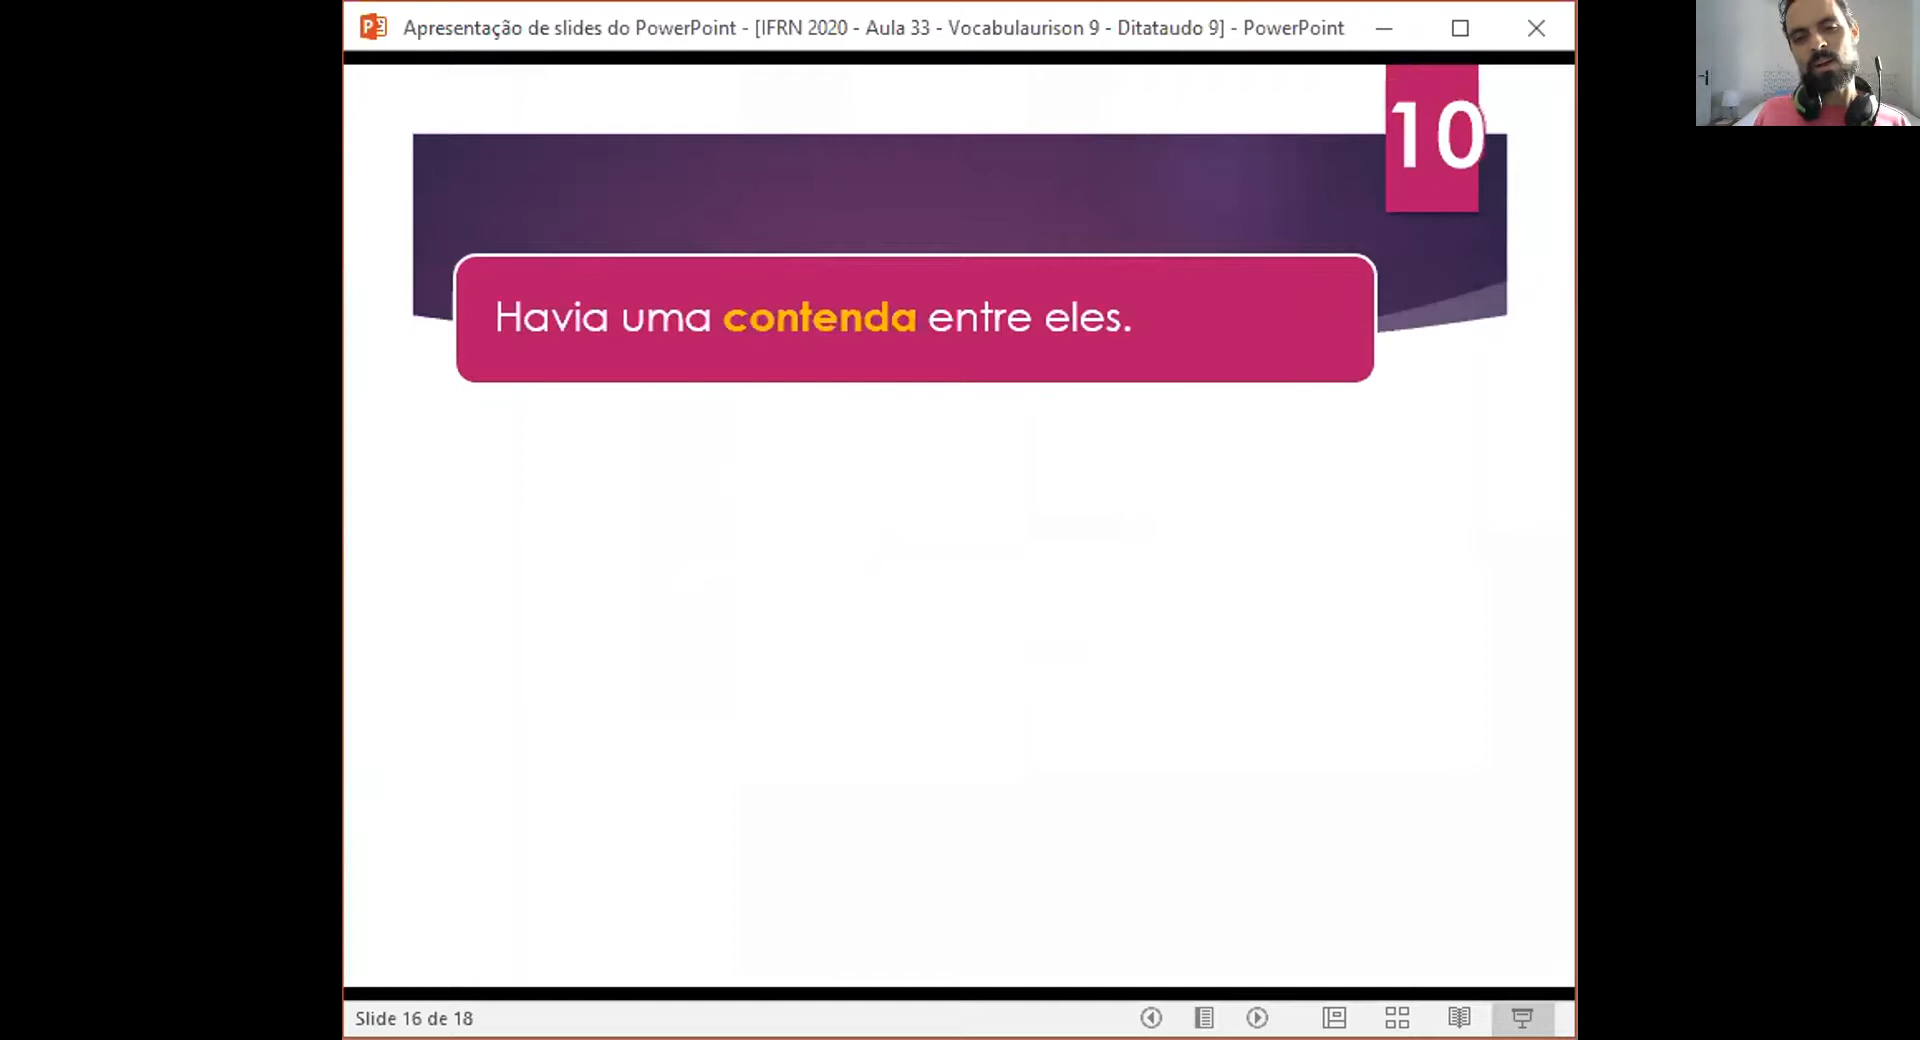 Apresentação de slides do PowerPoint - [IFRN 2020 - Aula 33 - Vocabulaurison 9 - Ditataudo 9] - PowerPoint
10
Havia uma contenda entre eles.
Slide 16 de 18